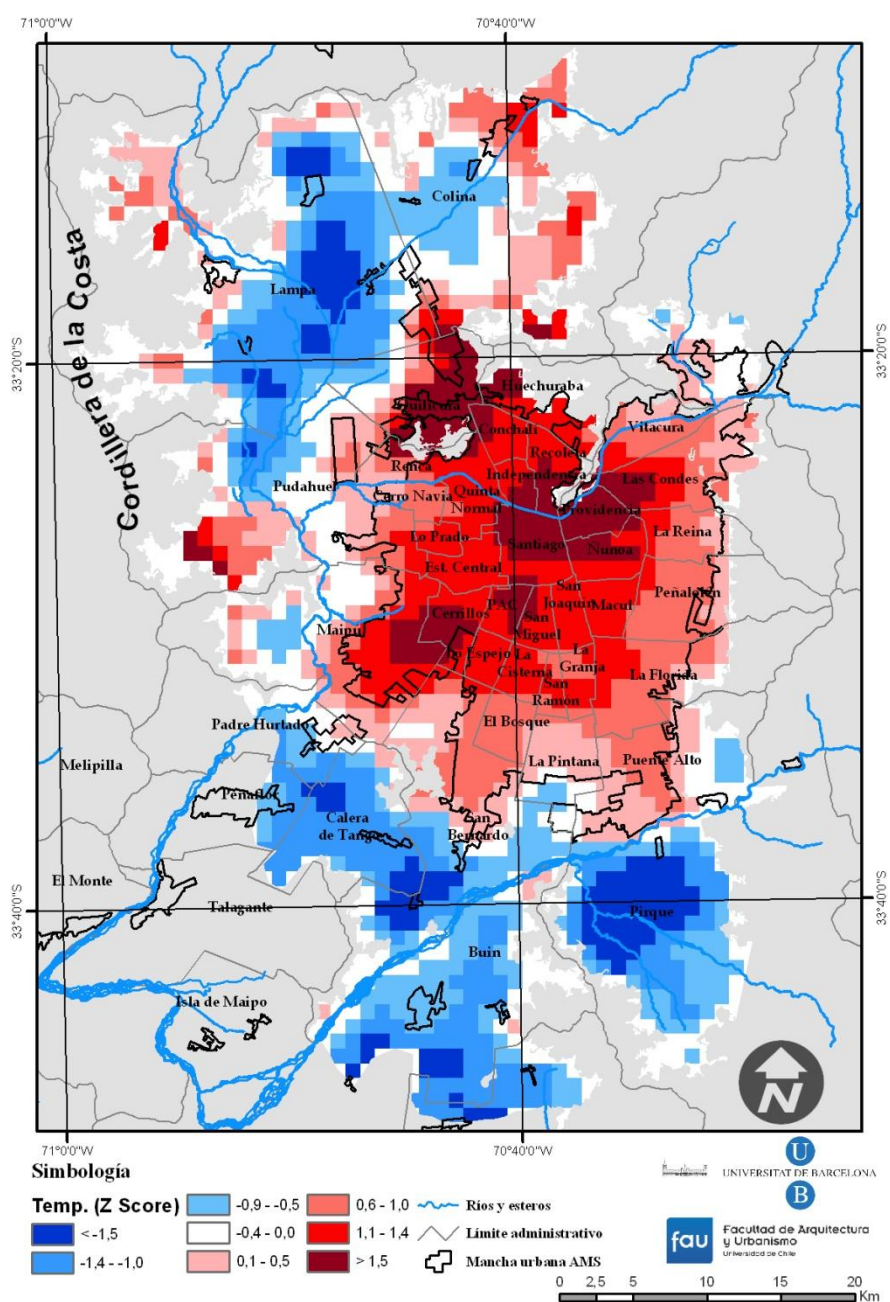 71°0'0"W
70°40'0"W
Colina
Cordillera de la Costa
Lampa
33°20'0"S
33°20'0"S
Huechuraba
Quilicura
Conchalí
Vitacura
Recoleta
Renca
Independencia
Las Condes
Pudahuel
Cerro Navia
Quinta
Normal
Providencia
Lo Prado
Santiago
Nunoa
La Reina
Est. Central
San
Joaquin
Macul
Peñalolén
Cerrillos
PAC
San
Miguel
Maipu
Lo Espejo
La
Cisterna
La
Granja
La Florida
San
Ramón
Padre Hurtado
El Bosque
Melipilla
La Pintana
Puente Alto
Peñaflor
Calera
de Tango
San
Bernardo
El Monte
33°40'0"S
33°40'0"S
Talagante
Pirque
Buin
Isla de Maipo
N
71°0'0"W
70°40'0"W
Simbología
Temp. (Z Score)
< -1,5
-1,4 - -1,0
-0,9 - -0,5
-0,4 - 0,0
0,1 - 0,5
0,6 - 1,0
1,1 - 1,4
> 1,5
Ríos y esteros
Límite administrativo
Mancha urbana AMS
U
UNIVERSITAT DE BARCELONA
B
fau
Facultad de Arquitectura
y Urbanismo
Universidad de Chile
0 2,5 5 10 15 20
Km